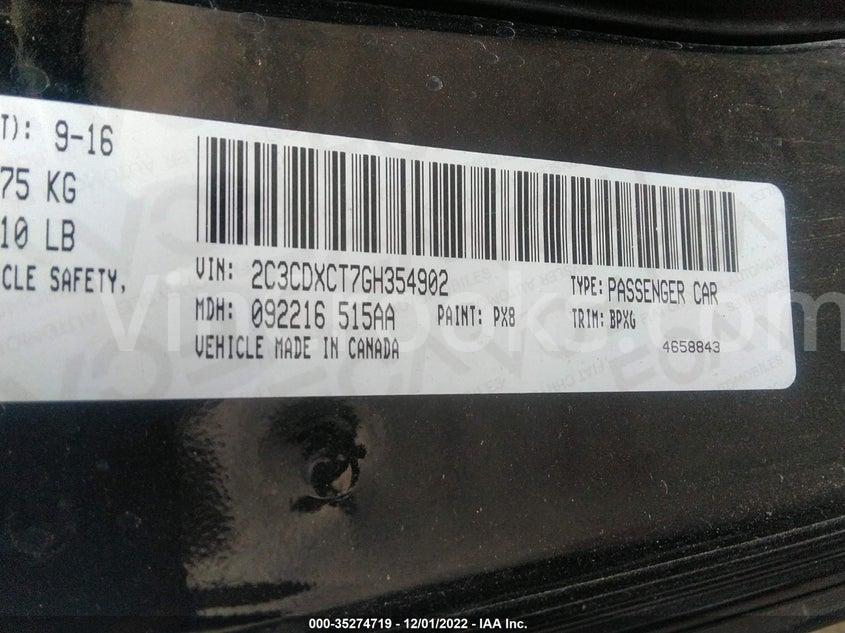 T): 9-16
75 KG
10 LB
CLE SAFETY,
VIN: 2C3CDXCT7GH354902 TYPE: PASSENGER CAR
MDH: 092216 515AA PAINT: PX8 TRIM: BPXG
VEHICLE MADE IN CANADA 4658843
000-35274719 - 12/01/2022 - IAA Inc.